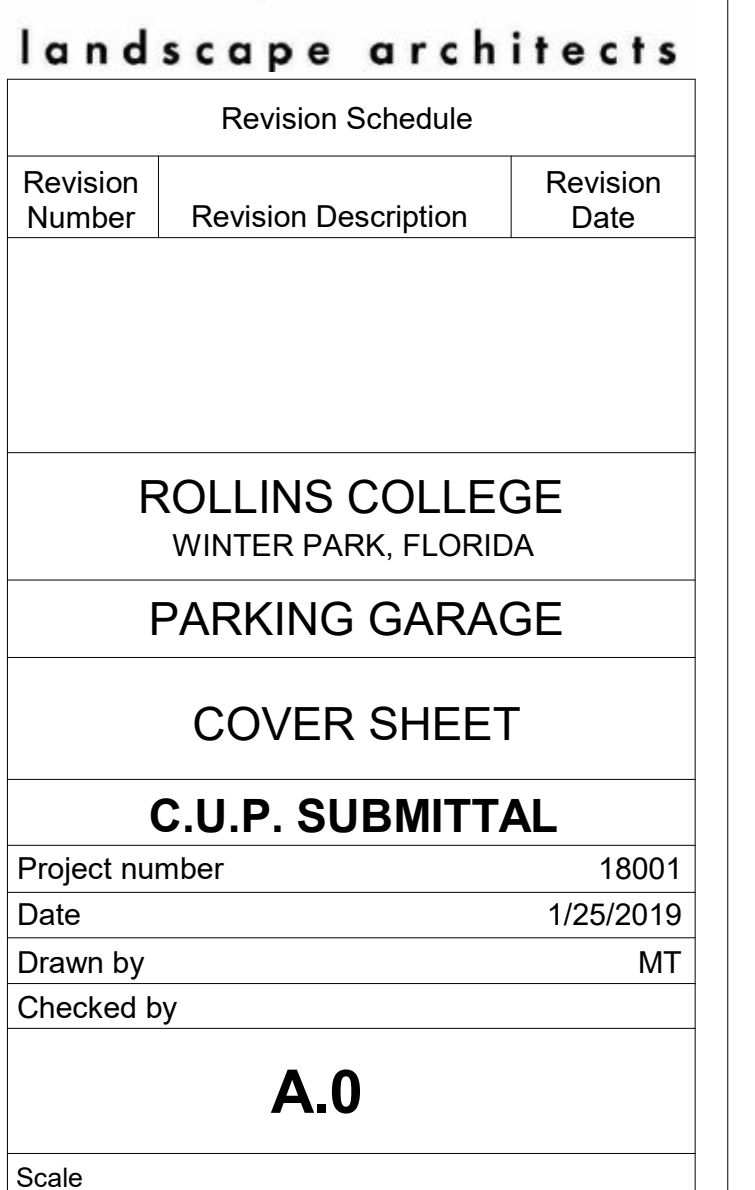 landscape architects
Revision Schedule
Revision Number Revision Description Revision Date
ROLLINS COLLEGE
WINTER PARK, FLORIDA
PARKING GARAGE
COVER SHEET
C.U.P. SUBMITTAL
Project number 18001
Date 1/25/2019
Drawn by MT
Checked by
A.0
Scale